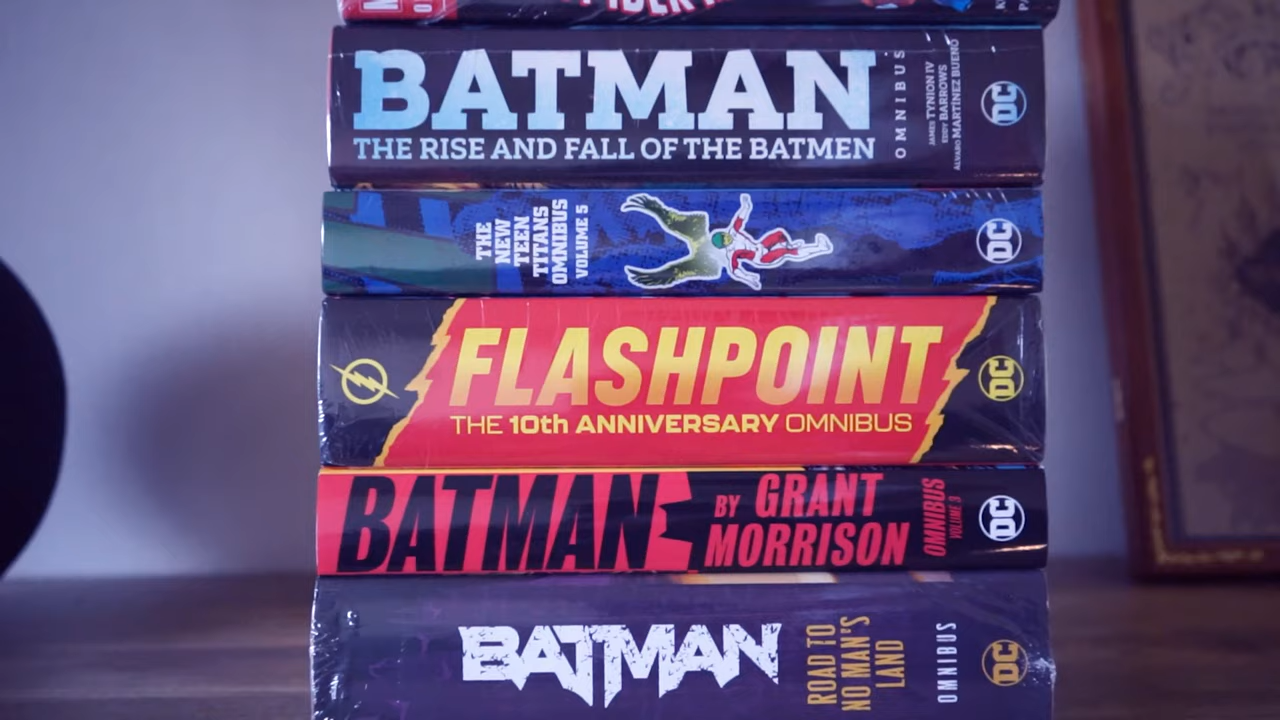 BATMAN
THE RISE AND FALL OF THE BATMEN
OMNIBUS
JAMES TYNION IV
EDDY BARROWS
ALVARO MARTÍNEZ BUENO
DC
THE
NEW
TEEN
TITANS
OMNIBUS
VOLUME 5
DC
FLASHPOINT
THE 10th ANNIVERSARY OMNIBUS
DC
BATMAN
BY GRANT
MORRISON
OMNIBUS
VOLUME 3
DC
BATMAN
ROAD TO
NO MAN'S
LAND
OMNIBUS
DC